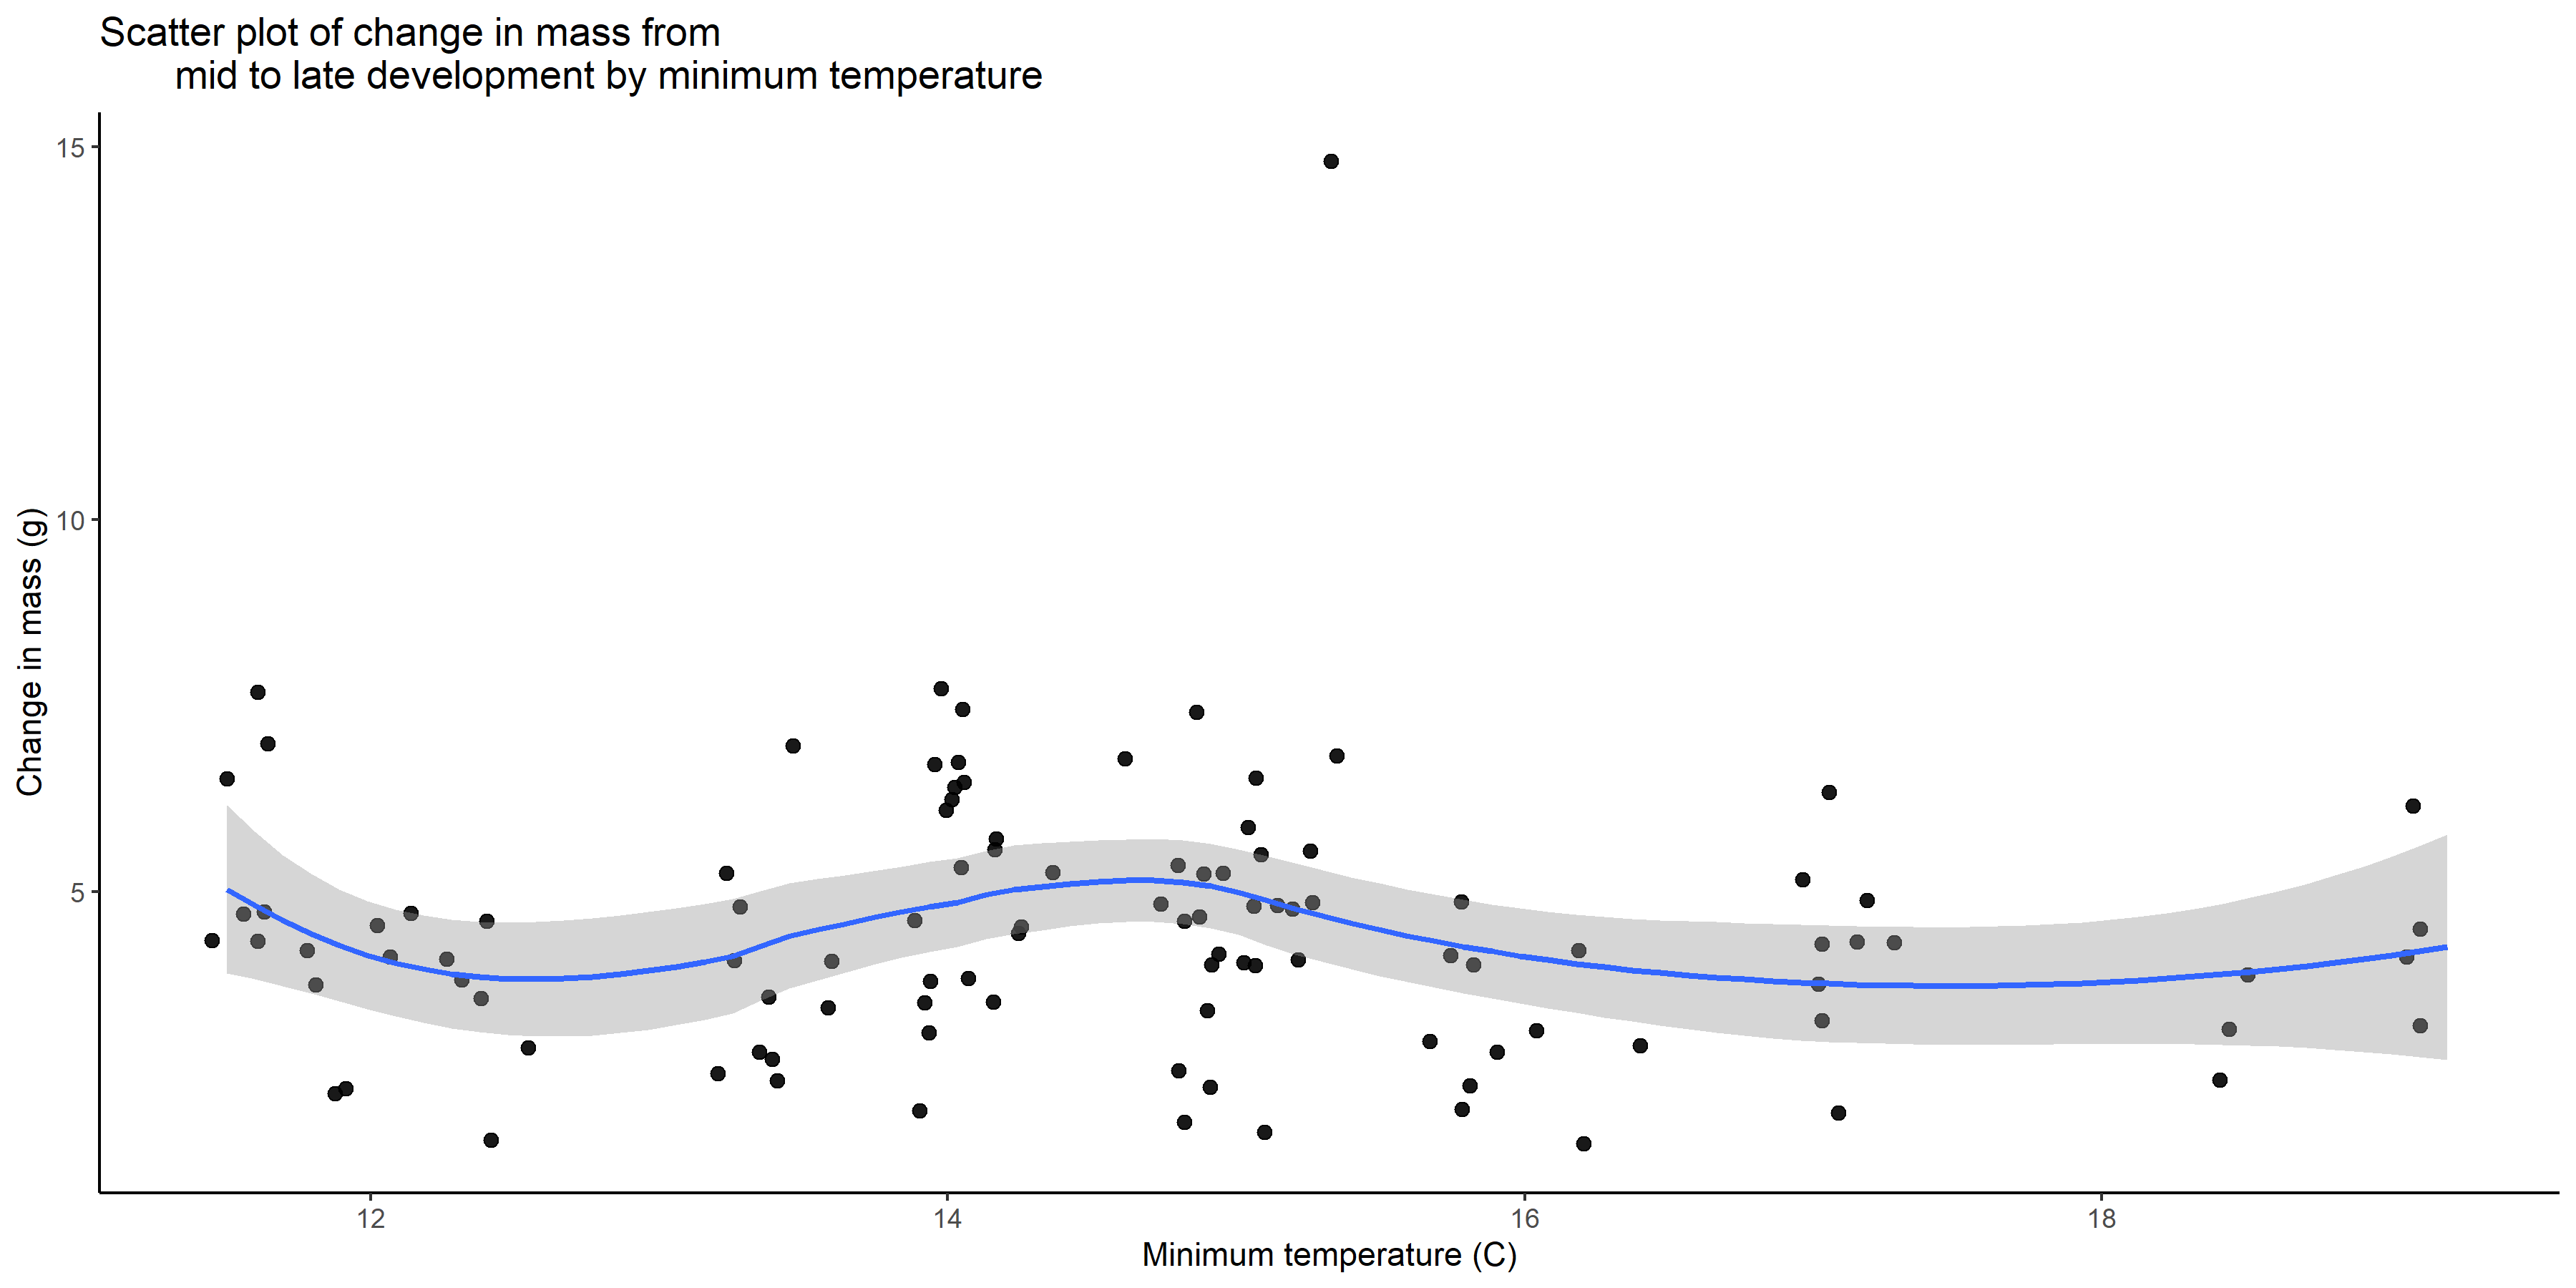 Scatter plot of change in mass from
mid to late development by minimum temperature
15
10
5
Change in mass (g)
12
14
16
18
Minimum temperature (C)